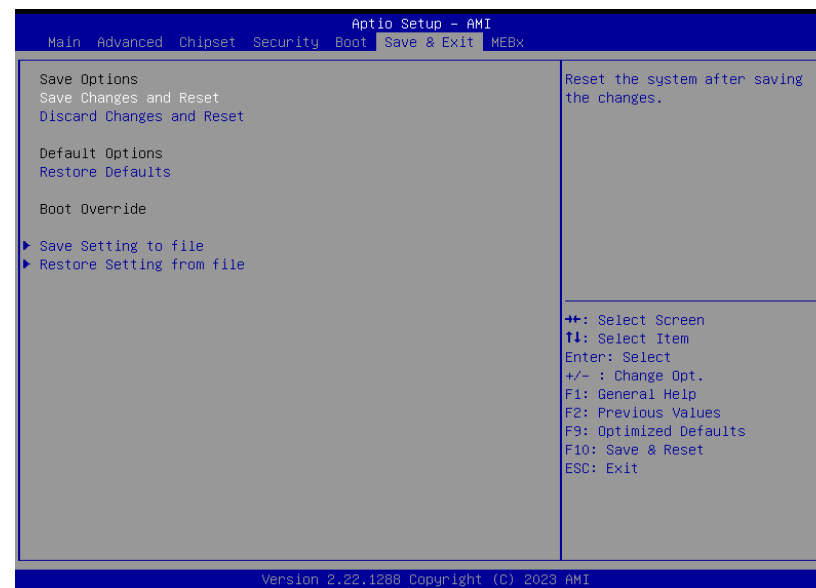 Aptio Setup – AMI
Main Advanced Chipset Security Boot Save & Exit MEBx
Save Options
Save Changes and Reset
Discard Changes and Reset
Default Options
Restore Defaults
Boot Override
▶ Save Setting to file
▶ Restore Setting from file
Reset the system after saving
the changes.
→←: Select Screen
↑↓: Select Item
Enter: Select
+/– : Change Opt.
F1: General Help
F2: Previous Values
F9: Optimized Defaults
F10: Save & Reset
ESC: Exit
Version 2.22.1288 Copyright (C) 2023 AMI